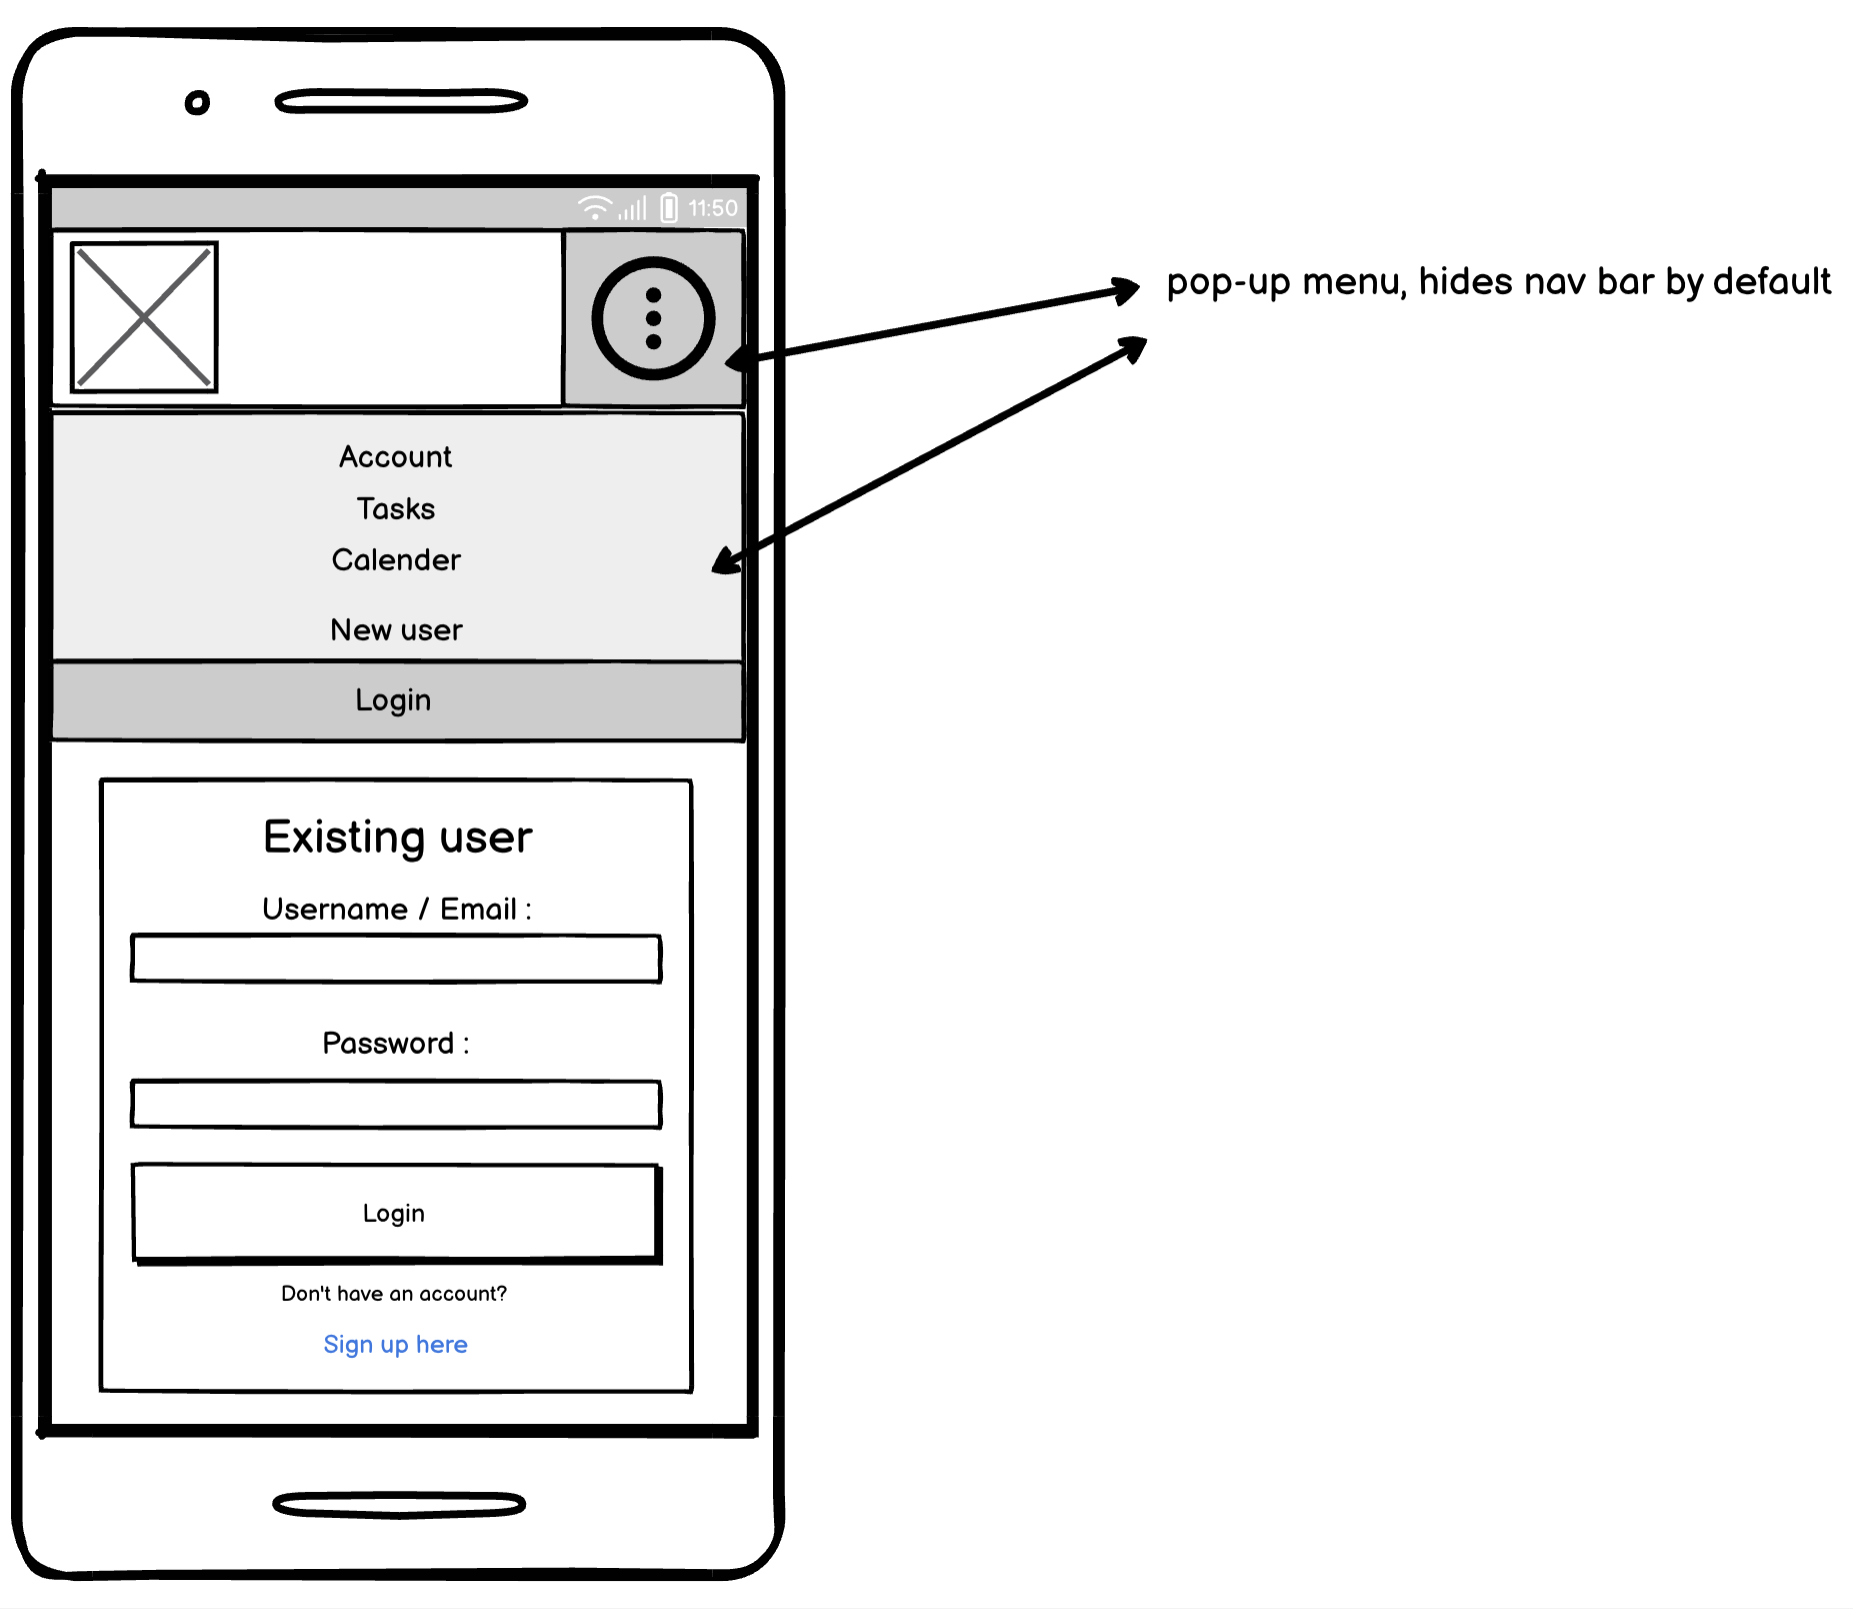 11:50
pop-up menu, hides nav bar by default
Account
Tasks
Calender
New user
Login
Existing user
Username / Email :
Password :
Login
Don't have an account?
Sign up here